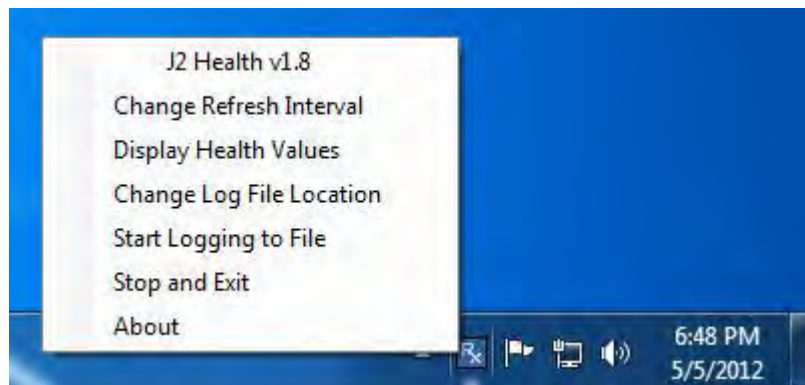 J2 Health v1.8
Change Refresh Interval
Display Health Values
Change Log File Location
Start Logging to File
Stop and Exit
About
Rx
6:48 PM
5/5/2012